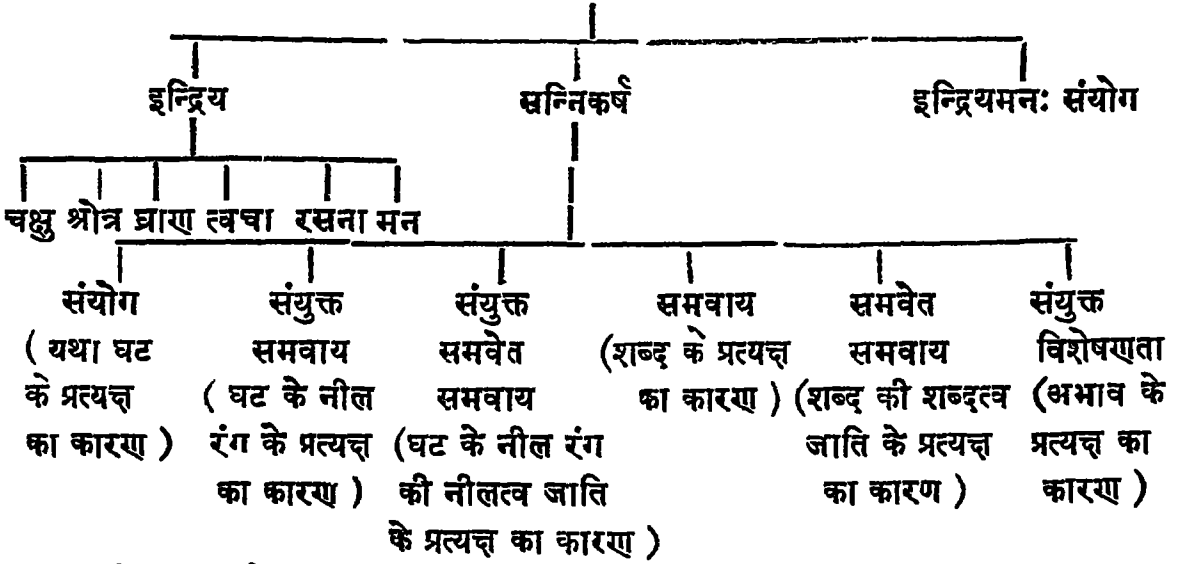 इन्द्रिय सन्निकर्ष इन्द्रियमनः संयोग
चक्षु श्रोत्र घ्राण त्वचा रसना मन
संयोग संयुक्त संयुक्त समवाय समवेत संयुक्त
( यथा घट समवाय समवेत (शब्द के प्रत्यक्ष समवाय विशेषणता
के प्रत्यक्ष ( घट के नील समवाय का कारण ) (शब्द की शब्दत्व (अभाव के
का कारण ) रंग के प्रत्यक्ष (घट के नील रंग जाति के प्रत्यक्ष प्रत्यक्ष का
का कारण ) की नीलत्व जाति का कारण ) कारण )
के प्रत्यक्ष का कारण )